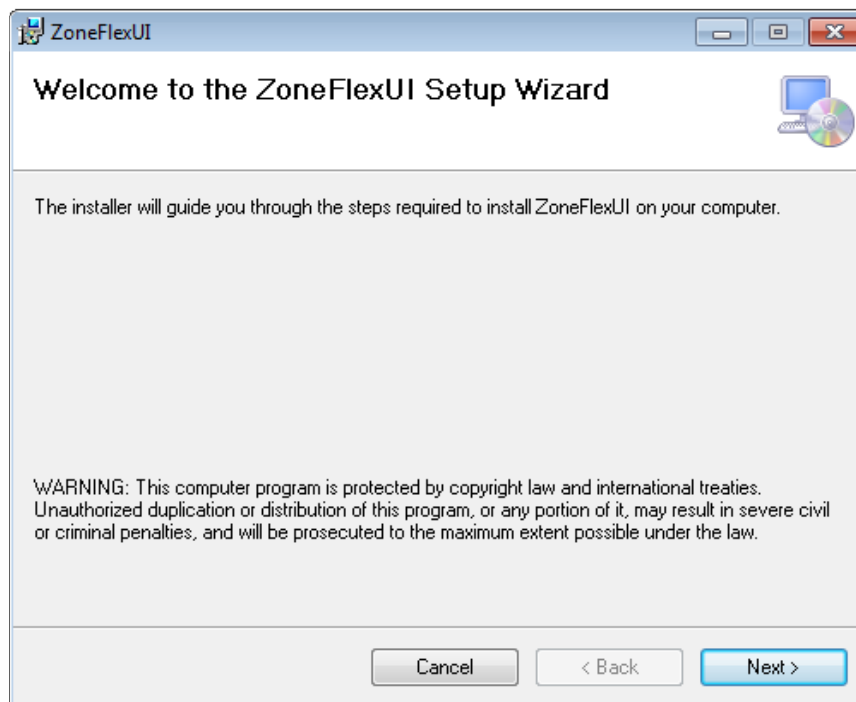 ZoneFlexUI
Welcome to the ZoneFlexUI Setup Wizard
The installer will guide you through the steps required to install ZoneFlexUI on your computer.
WARNING: This computer program is protected by copyright law and international treaties.
Unauthorized duplication or distribution of this program, or any portion of it, may result in severe civil
or criminal penalties, and will be prosecuted to the maximum extent possible under the law.
Cancel < Back Next >